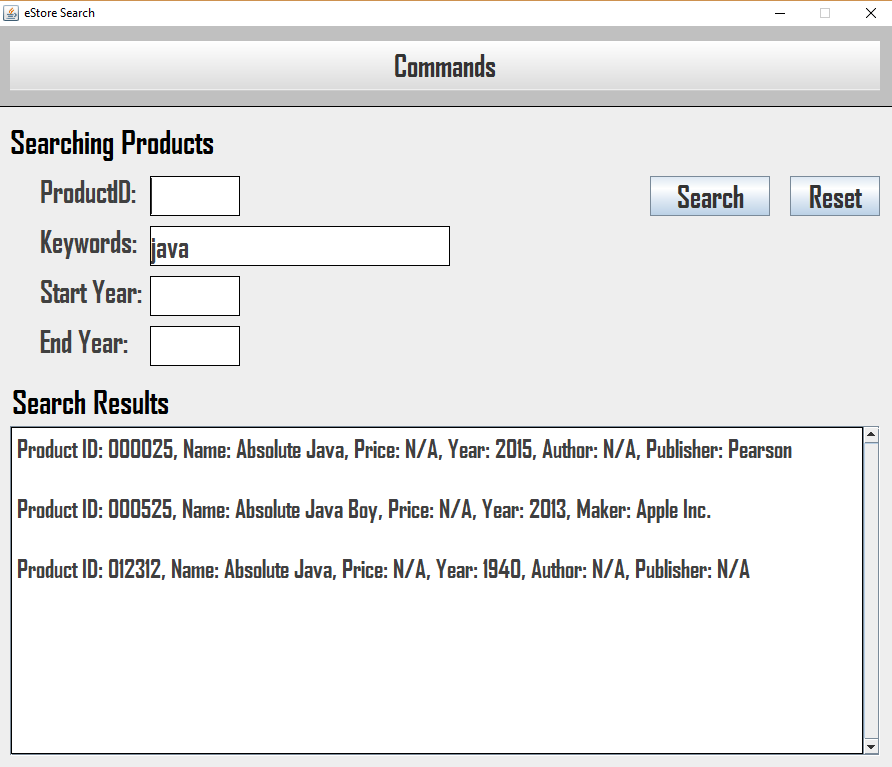 eStore Search
Commands
Searching Products
ProductID:
Search
Reset
Keywords:
java
Start Year:
End Year:
Search Results
Product ID: 000025, Name: Absolute Java, Price: N/A, Year: 2015, Author: N/A, Publisher: Pearson
Product ID: 000525, Name: Absolute Java Boy, Price: N/A, Year: 2013, Maker: Apple Inc.
Product ID: 012312, Name: Absolute Java, Price: N/A, Year: 1940, Author: N/A, Publisher: N/A